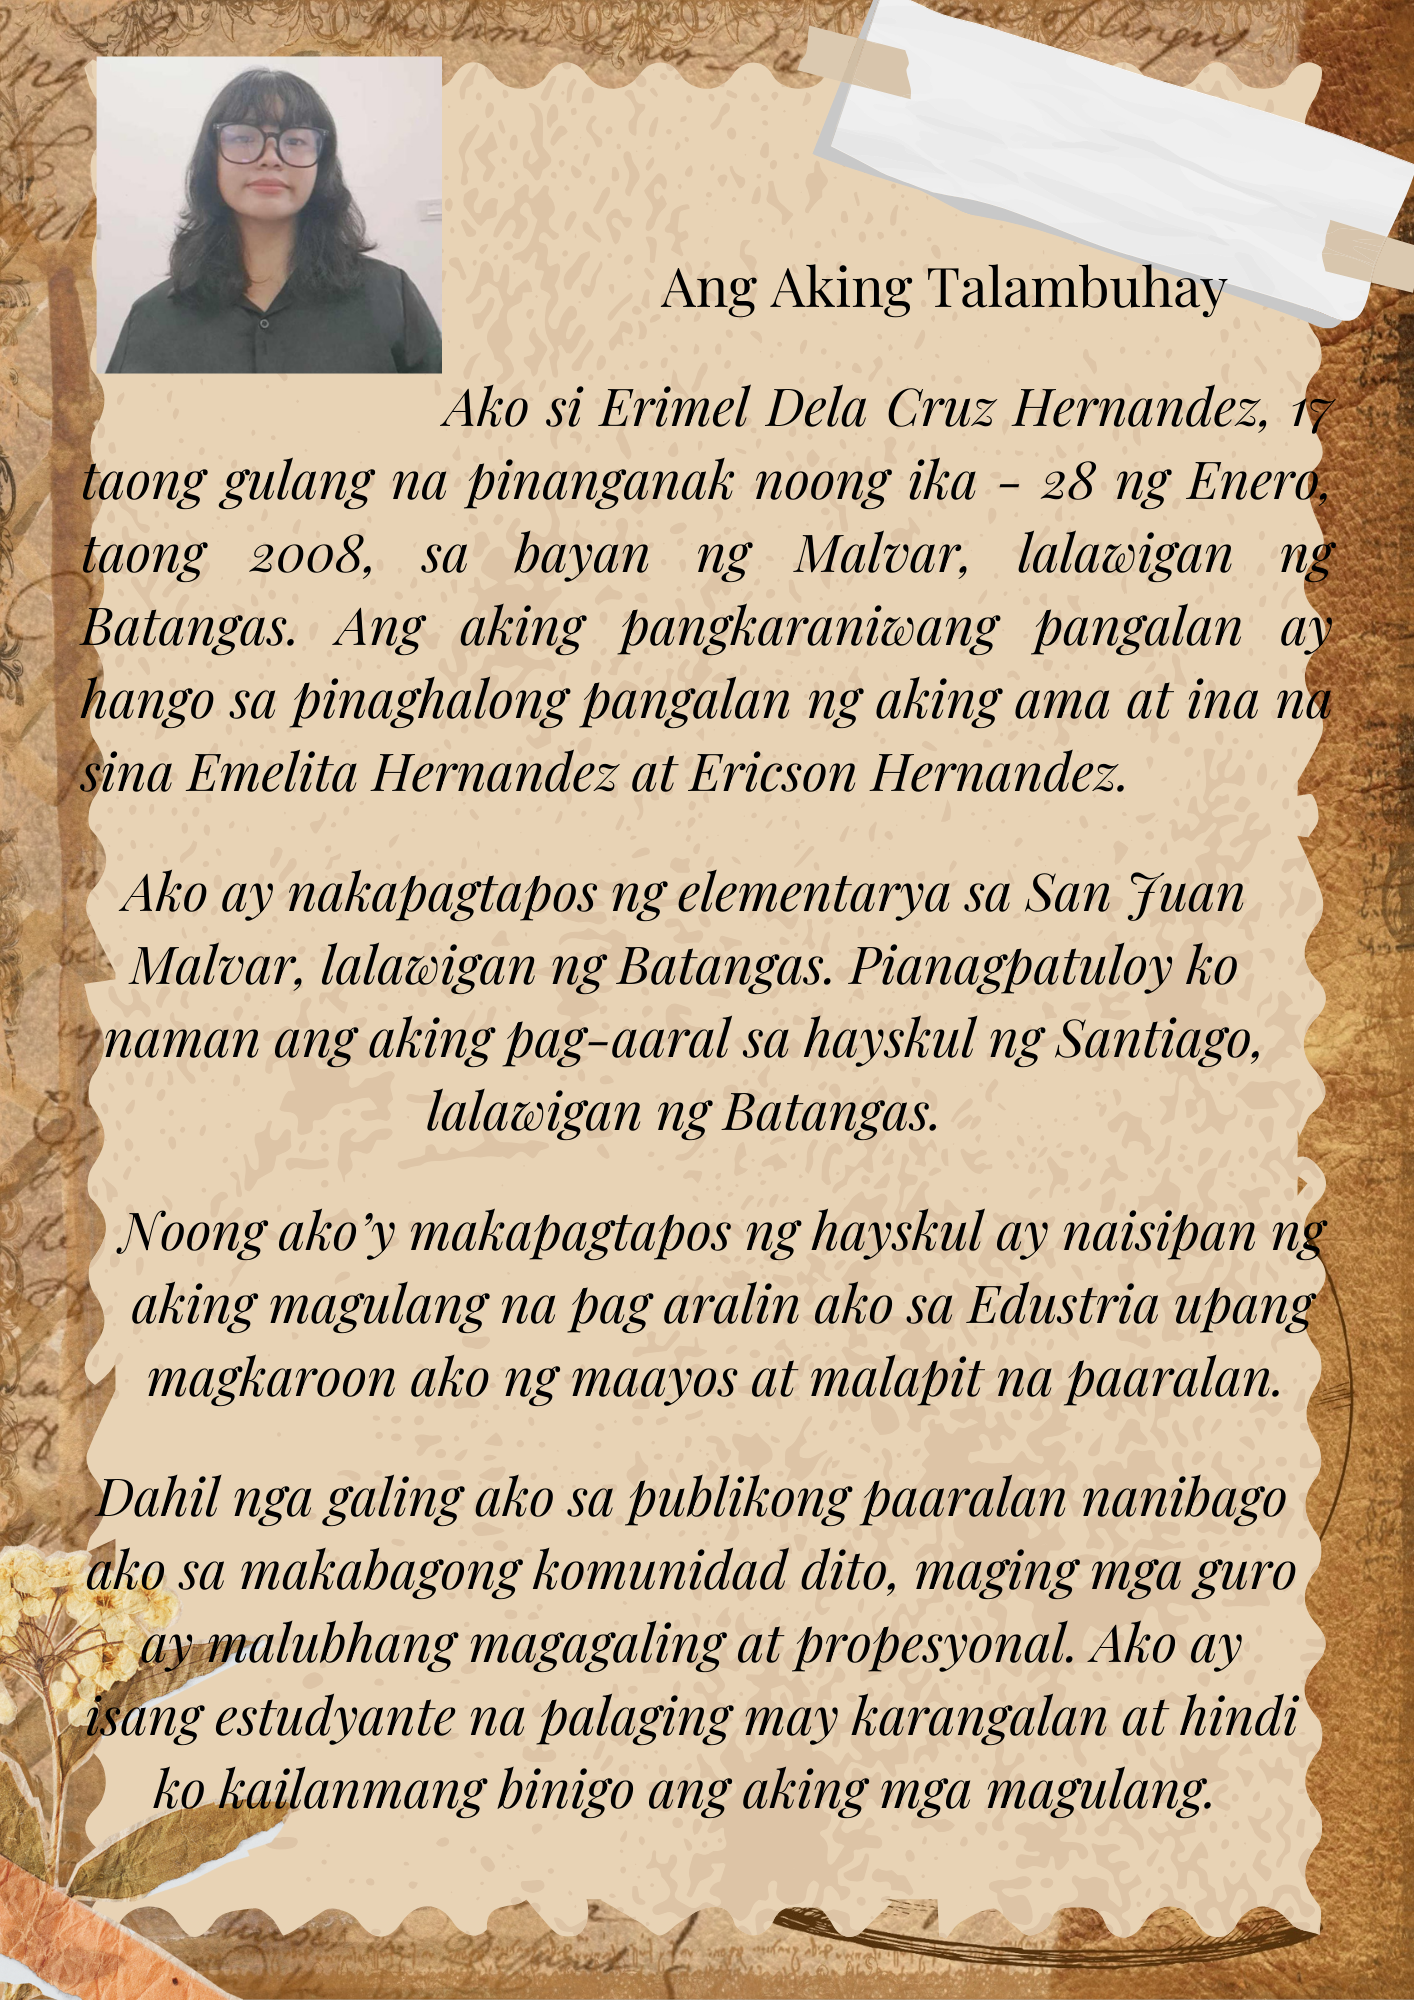 Ang Aking Talambuhay
Ako si Erimel Dela Cruz Hernandez, 17
taong gulang na pinanganak noong ika - 28 ng Enero,
taong 2008, sa bayan ng Malvar, lalawigan ng
Batangas. Ang aking pangkaraniwang pangalan ay
hango sa pinaghalong pangalan ng aking ama at ina na
sina Emelita Hernandez at Ericson Hernandez.
Ako ay nakapagtapos ng elementarya sa San Juan
Malvar, lalawigan ng Batangas. Pianagpatuloy ko
naman ang aking pag-aaral sa hayskul ng Santiago,
lalawigan ng Batangas.
Noong ako’y makapagtapos ng hayskul ay naisipan ng
aking magulang na pag aralin ako sa Edustria upang
magkaroon ako ng maayos at malapit na paaralan.
Dahil nga galing ako sa publikong paaralan nanibago
ako sa makabagong komunidad dito, maging mga guro
ay malubhang magagaling at propesyonal. Ako ay
isang estudyante na palaging may karangalan at hindi
ko kailanmang binigo ang aking mga magulang.